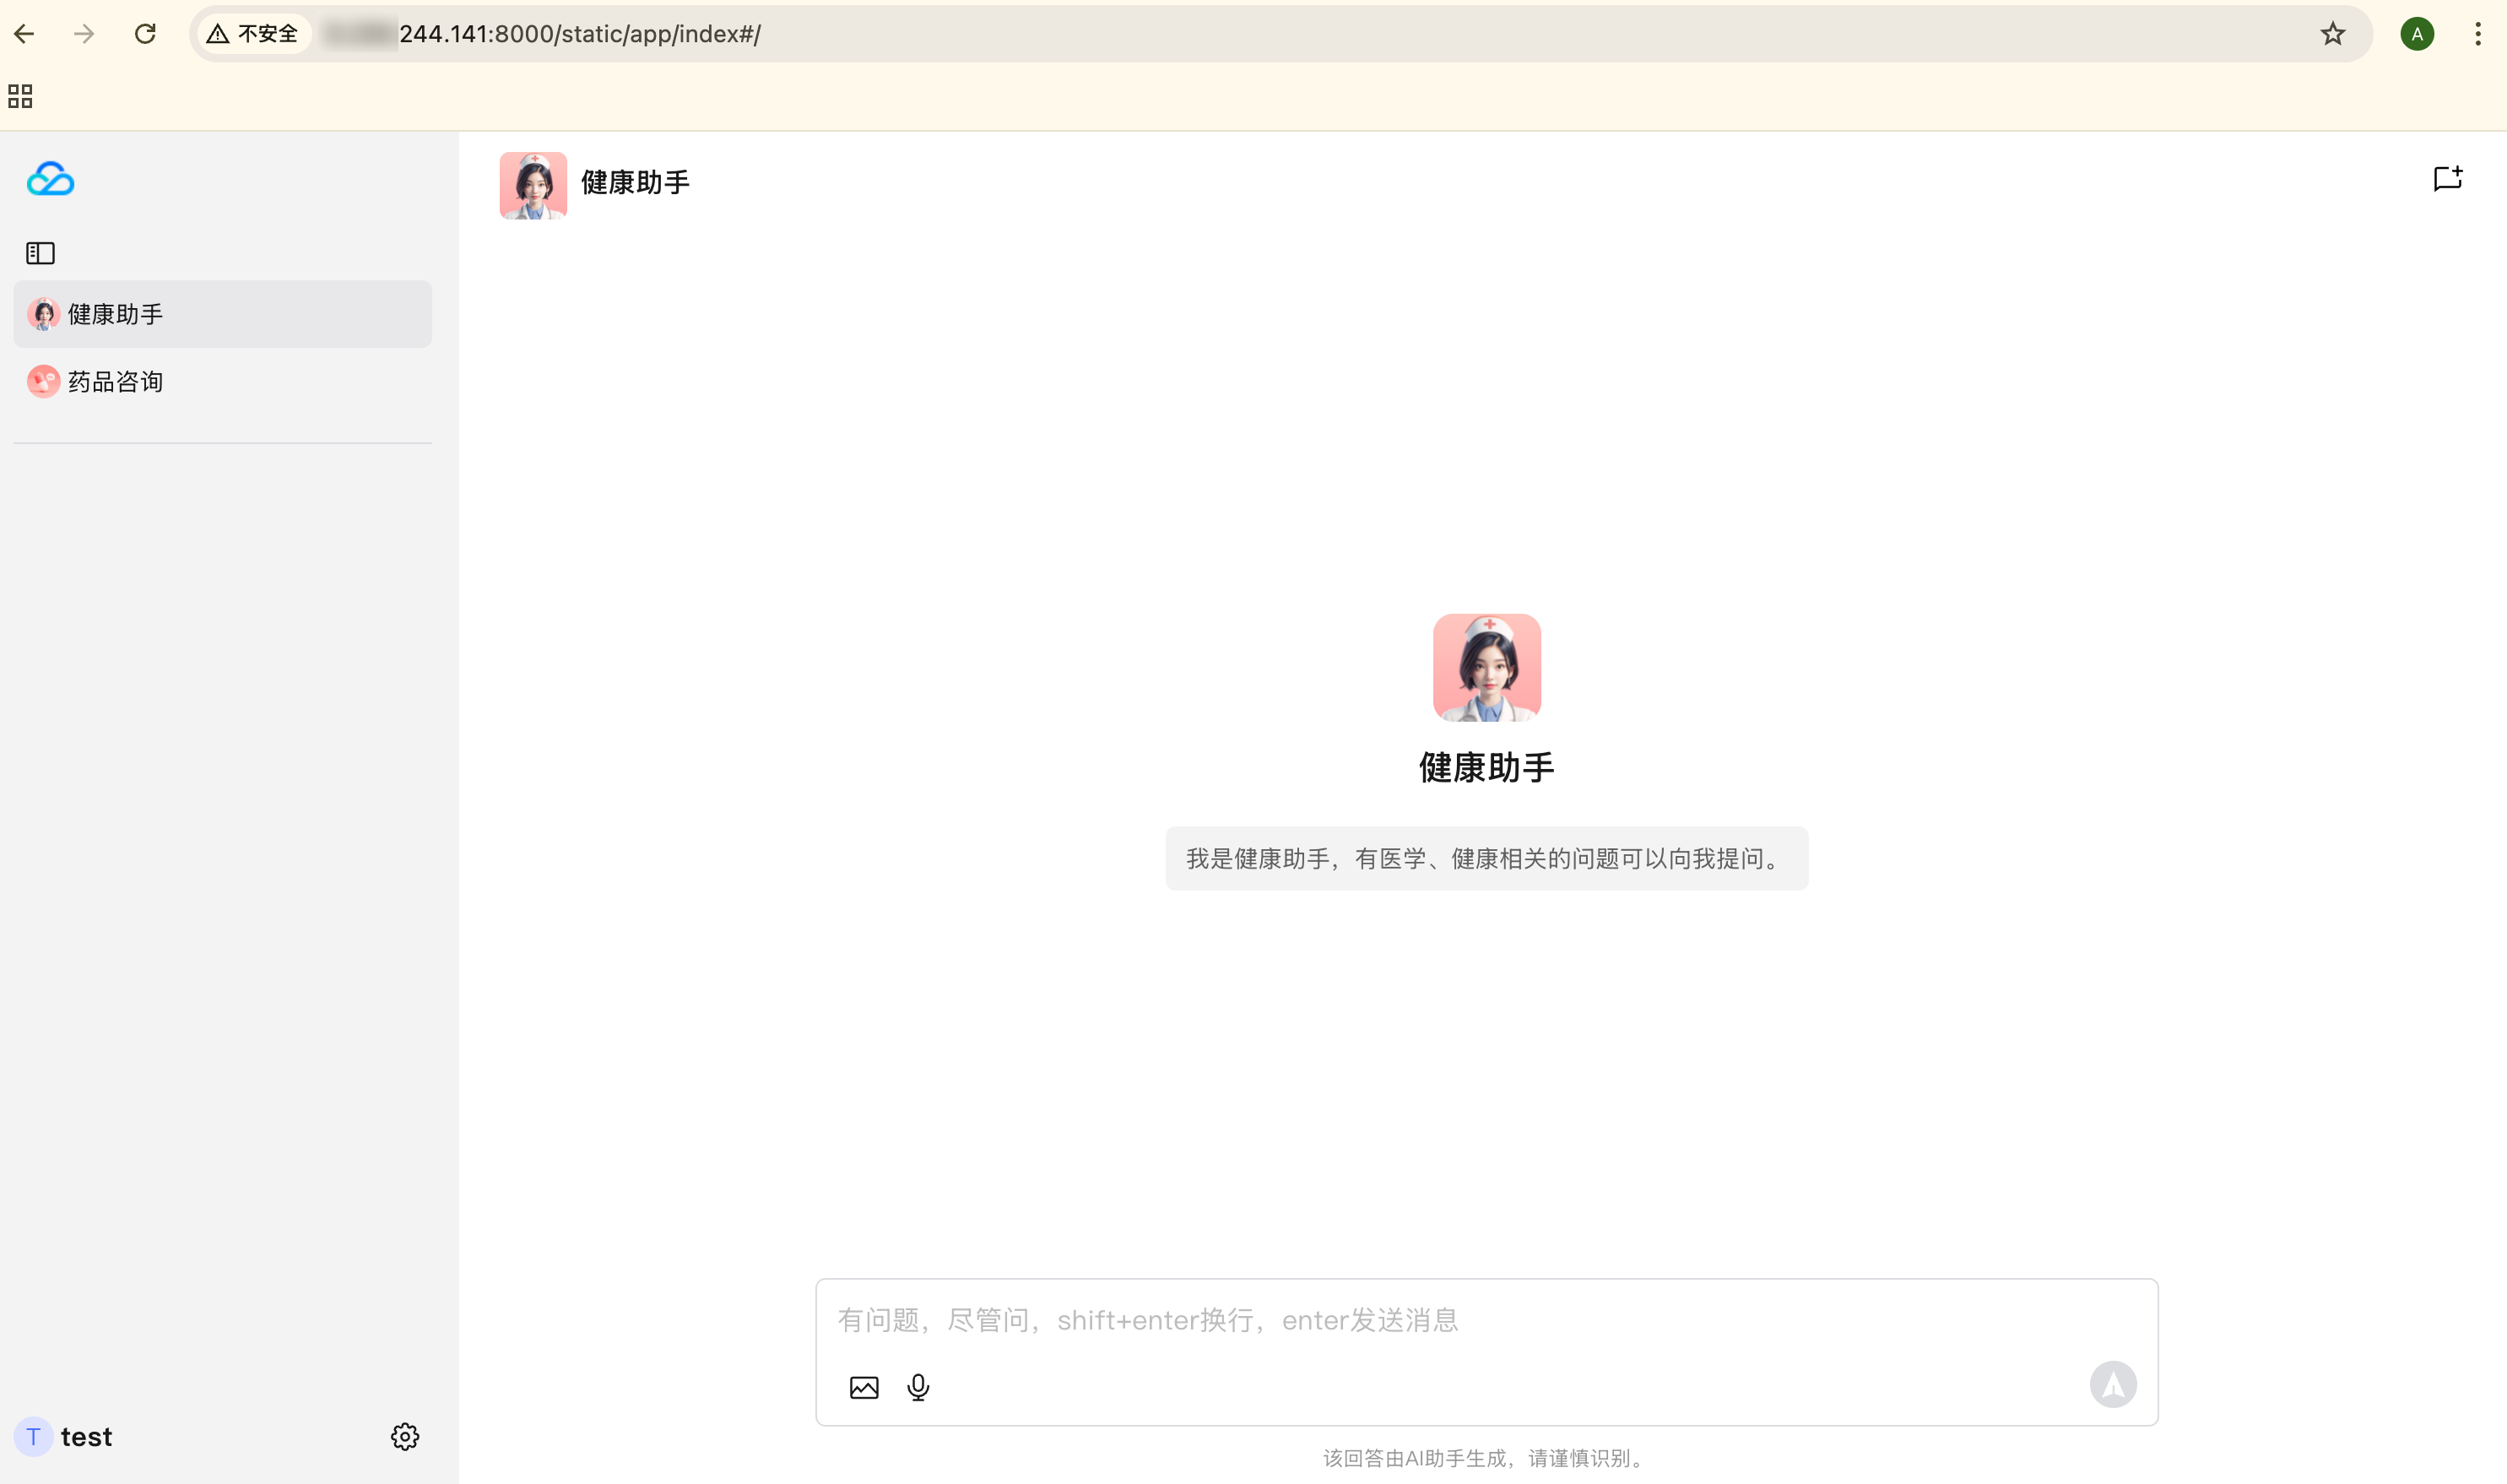 不安全
244.141:8000/static/app/index#/
A
健康助手
健康助手
药品咨询
健康助手
我是健康助手，有医学、健康相关的问题可以向我提问。
有问题，尽管问，shift+enter换行，enter发送消息
T test
该回答由AI助手生成，请谨慎识别。